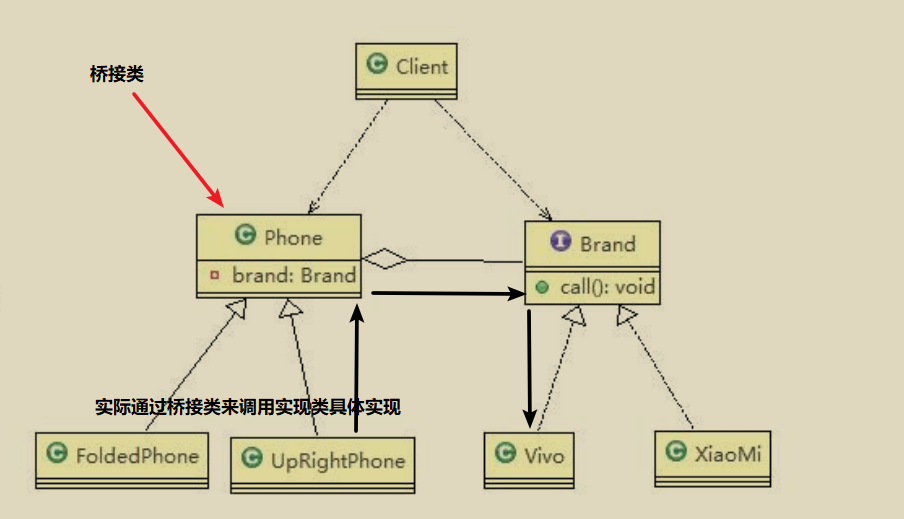 桥接类
Client
Phone
brand: Brand
Brand
call(): void
实际通过桥接类来调用实现类具体实现
FoldedPhone
UpRightPhone
Vivo
XiaoMi